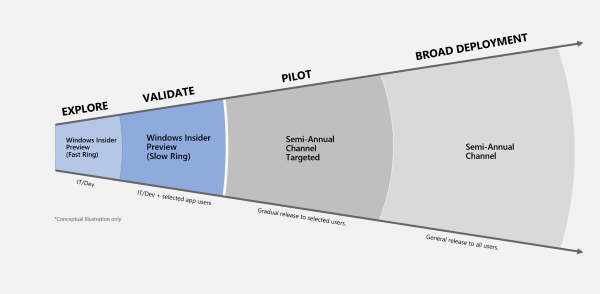 EXPLORE
VALIDATE
PILOT
BROAD DEPLOYMENT
Windows Insider
Preview
(Fast Ring)
Windows Insider
Preview
(Slow Ring)
Semi-Annual
Channel
Targeted
Semi-Annual
Channel
IT/Dev
IT/Dev + selected app users
Gradual release to selected users.
General release to all users.
*Conceptual illustration only